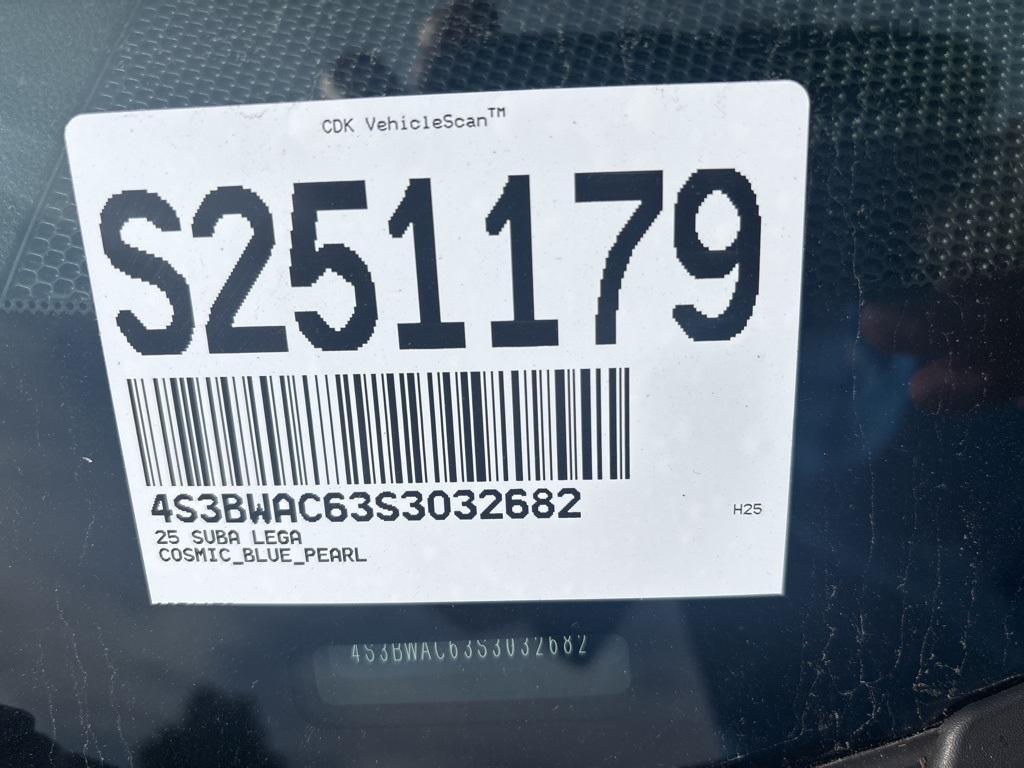 CDK VehicleScan™
S251179
4S3BWAC63S3032682
H25
25 SUBA LEGA
COSMIC_BLUE_PEARL
4S3BWAC63S3032682